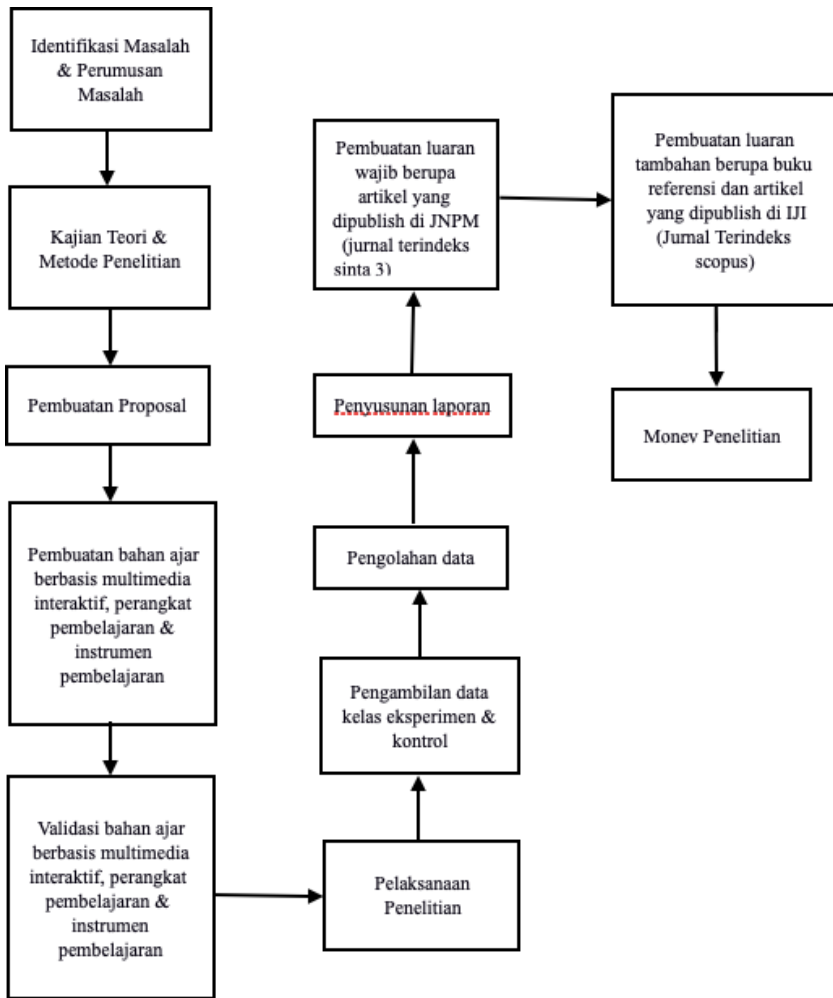 Identifikasi Masalah
& Perumusan
Masalah
Kajian Teori &
Metode Penelitian
Pembuatan Proposal
Pembuatan bahan ajar
berbasis multimedia
interaktif, perangkat
pembelajaran &
instrumen
pembelajaran
Validasi bahan ajar
berbasis multimedia
interaktif, perangkat
pembelajaran &
instrumen
pembelajaran
Pelaksanaan
Penelitian
Pengambilan data
kelas eksperimen &
kontrol
Pengolahan data
Penyusunan laporan
Pembuatan luaran
wajib berupa
artikel yang
dipublish di JNPM
(jurnal terindeks
sinta 3)
Pembuatan luaran
tambahan berupa buku
referensi dan artikel
yang dipublish di IJI
(Jurnal Terindeks
scopus)
Monev Penelitian